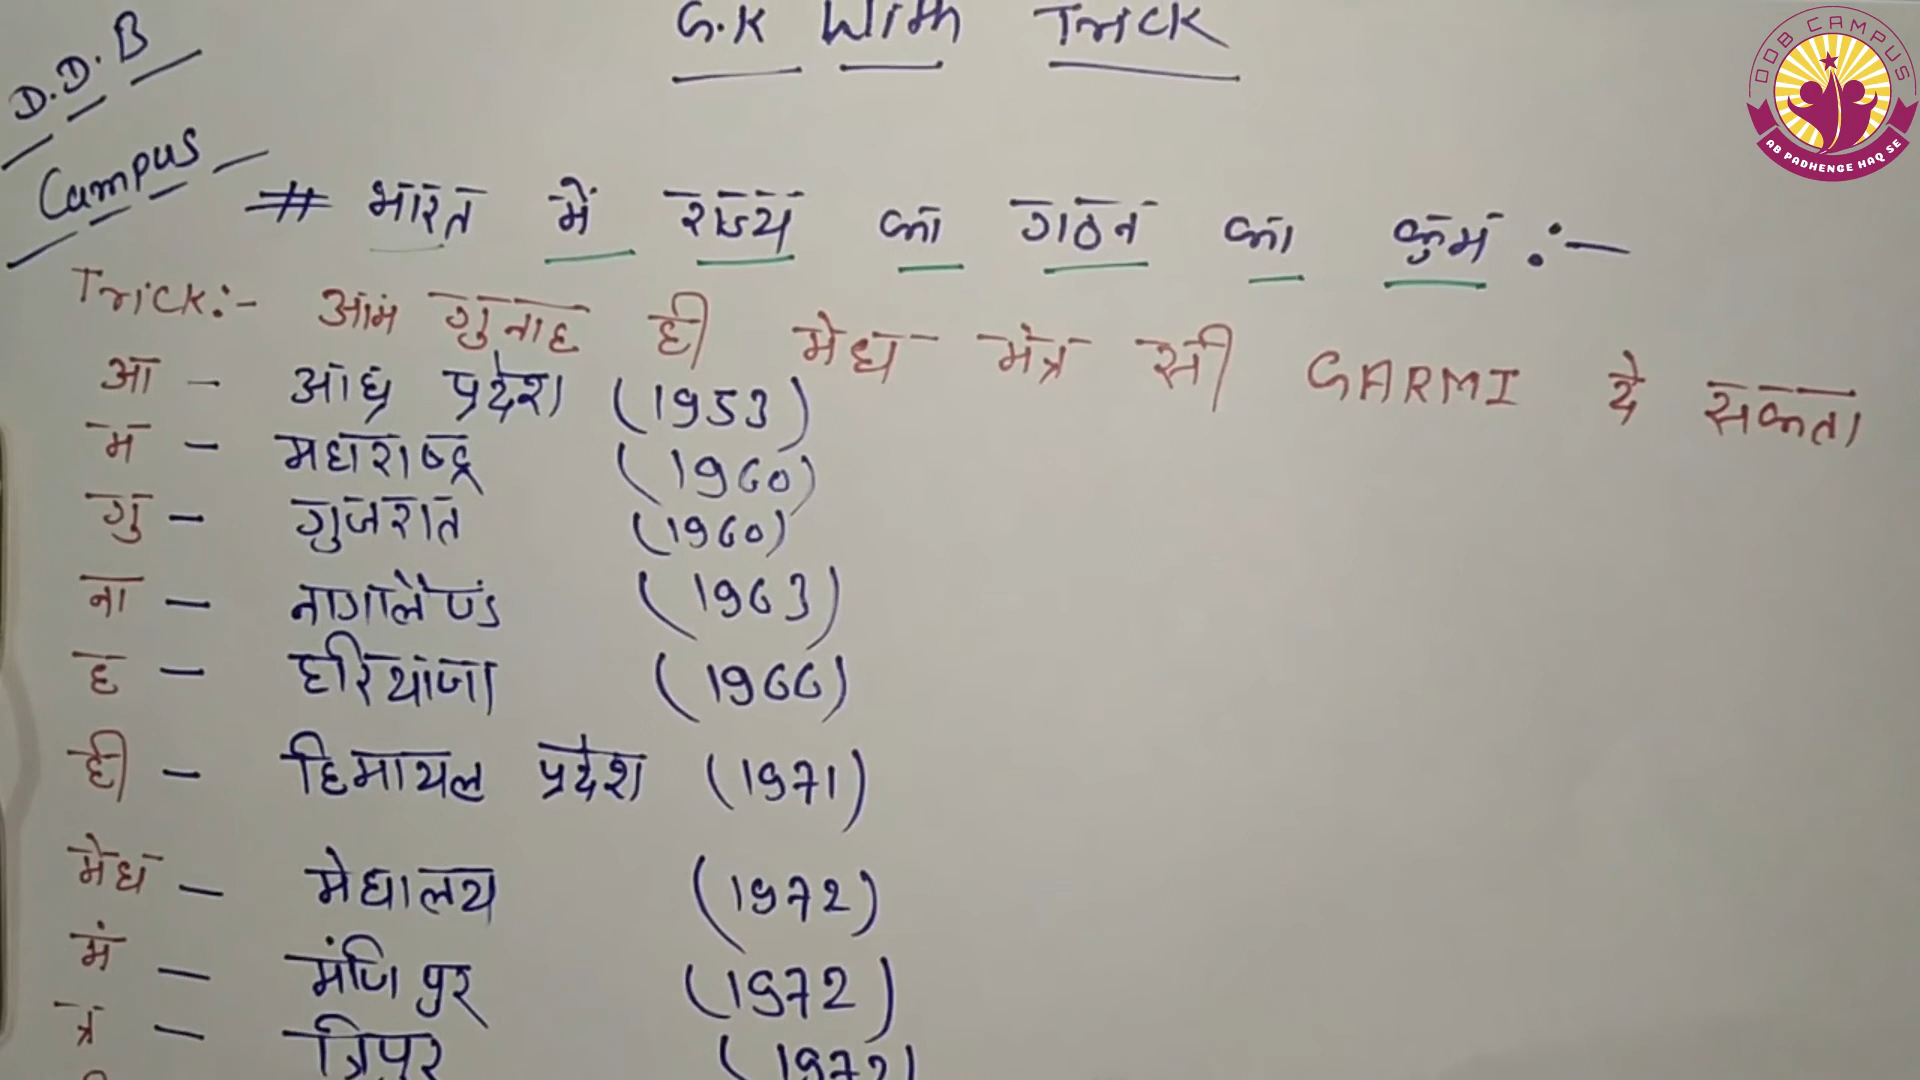 G.K With Trick
D.D.B
Campus
# भारत में राज्य का गठन का क्रम :-
Trick:- आम गुनाह ही मेघ मंत्र सी GARMI दे सकता
आ - आंध्र प्रदेश (1953)
म - महाराष्ट्र (1960)
गु - गुजरात (1960)
ना - नागालैण्ड (1963)
ह - हरियाणा (1966)
ही - हिमाचल प्रदेश (1971)
मेघ - मेघालय (1972)
मं - मंणिपुर (1972)
त्र - त्रिपुर (1972)
DDB CAMPUS
AB PADHENGE HAQ SE